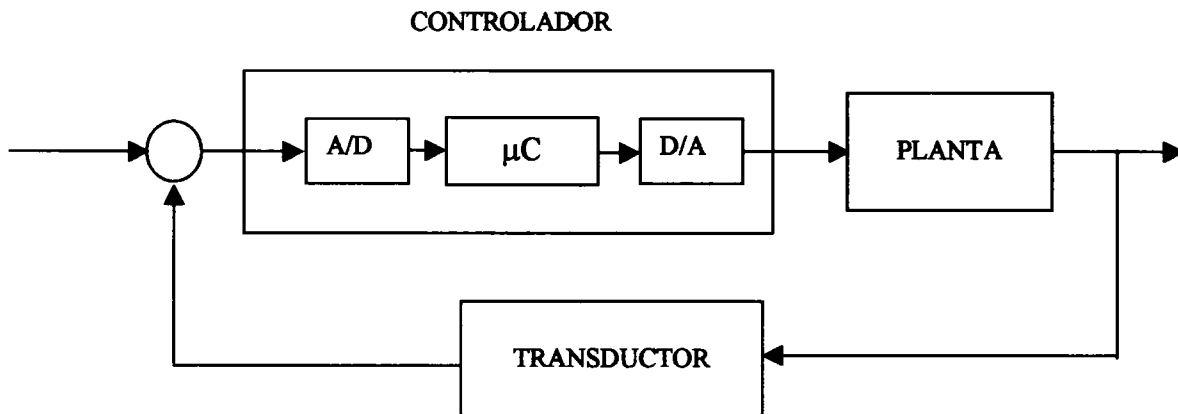 CONTROLADOR
A/D
μC
D/A
PLANTA
TRANSDUCTOR